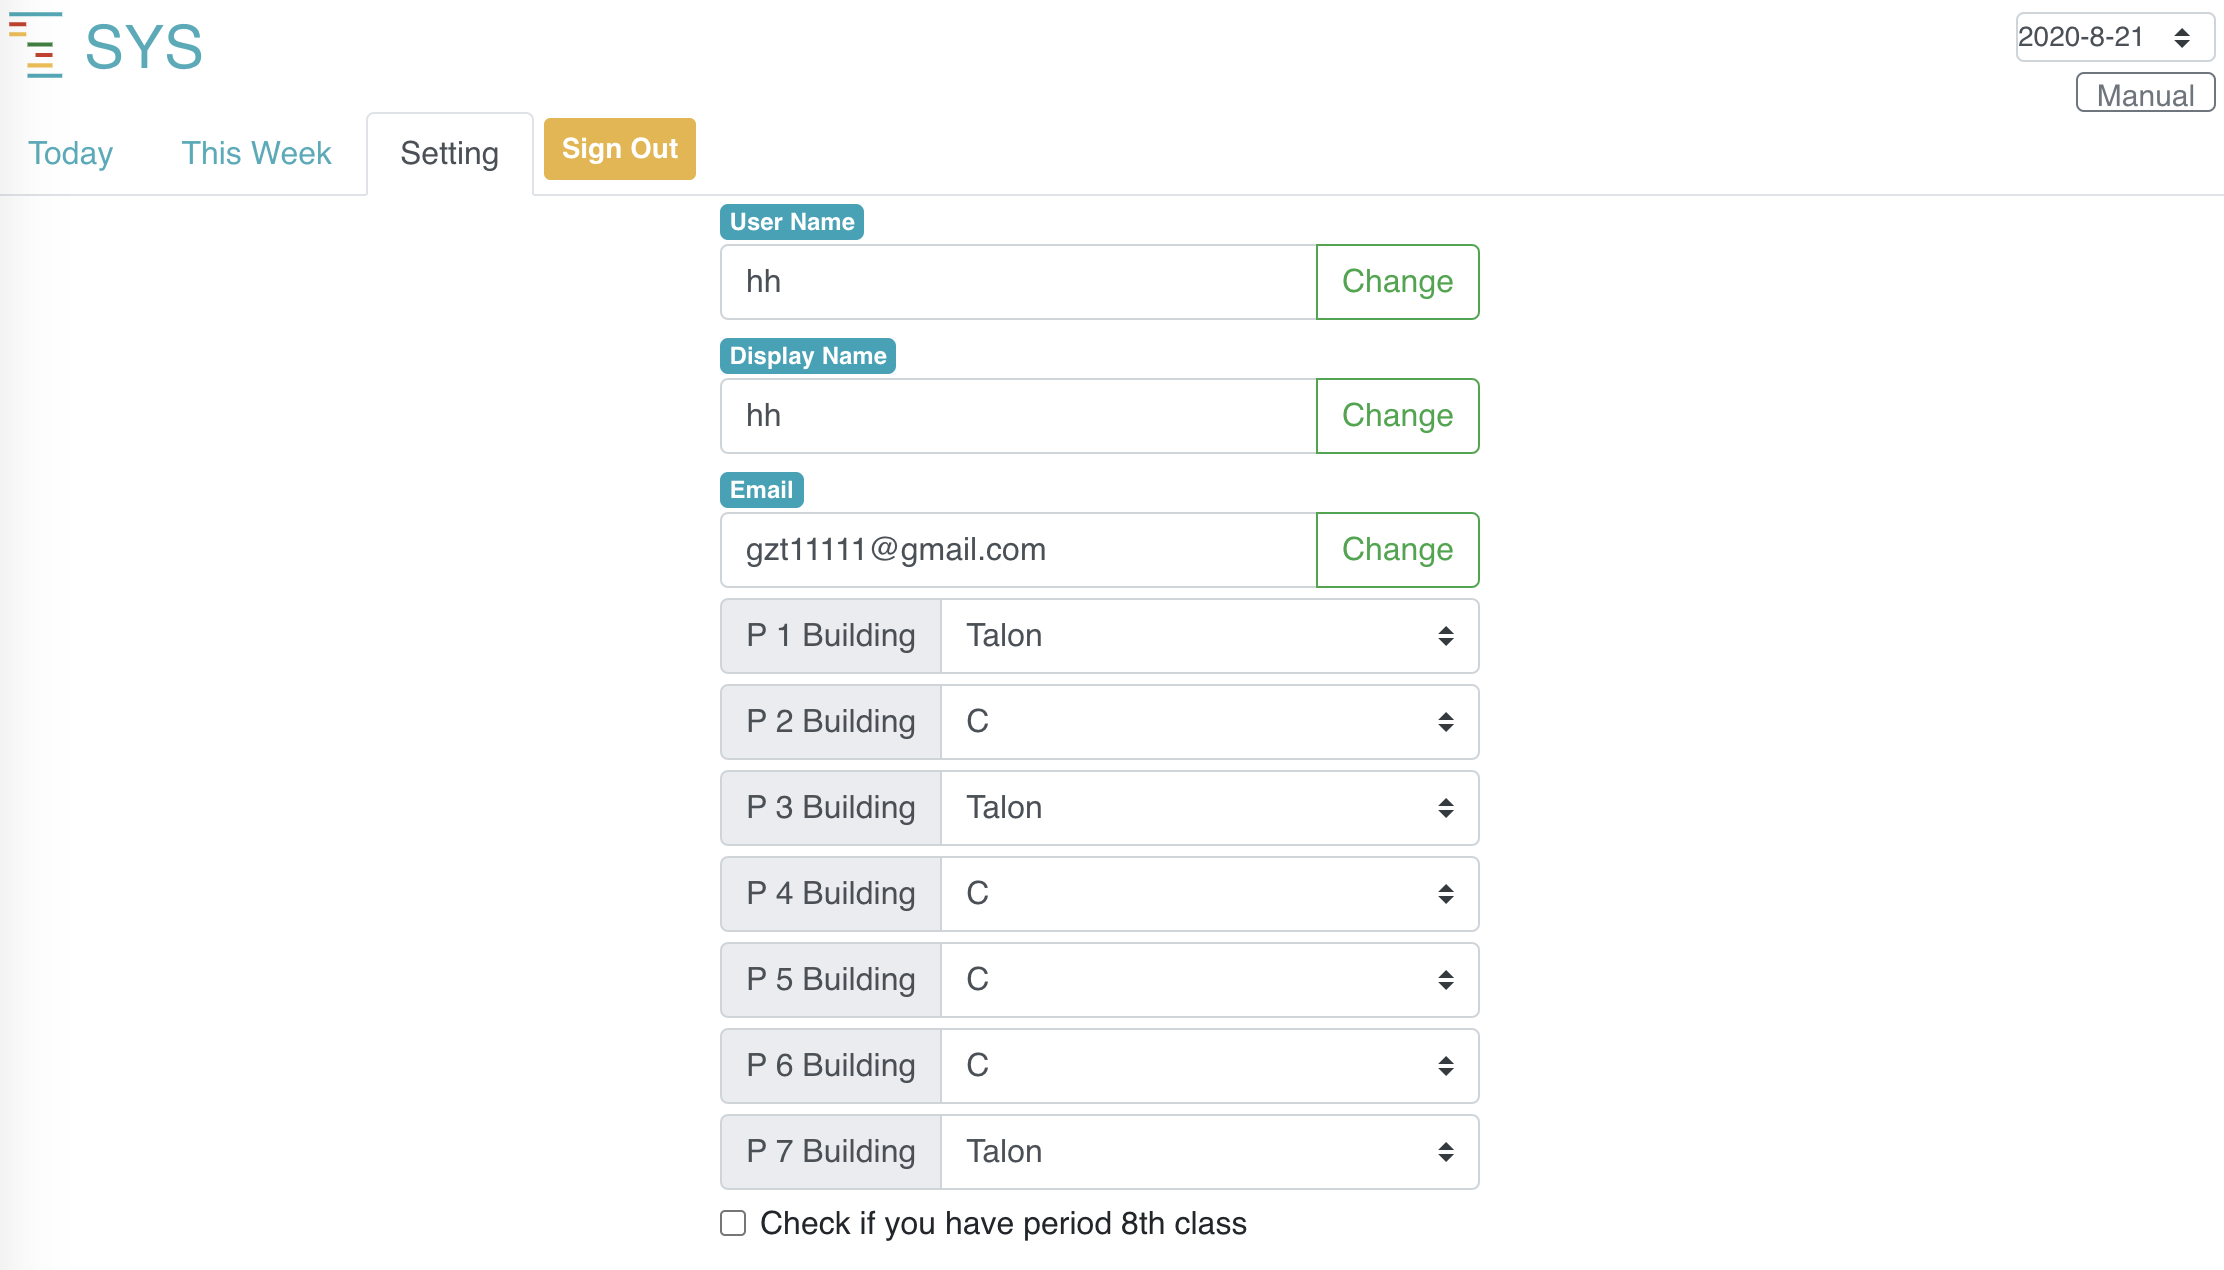 SYS
2020-8-21
Manual
Today This Week Setting Sign Out
User Name
hh Change
Display Name
hh Change
Email
gzt11111@gmail.com Change
P 1 Building Talon
P 2 Building C
P 3 Building Talon
P 4 Building C
P 5 Building C
P 6 Building C
P 7 Building Talon
Check if you have period 8th class